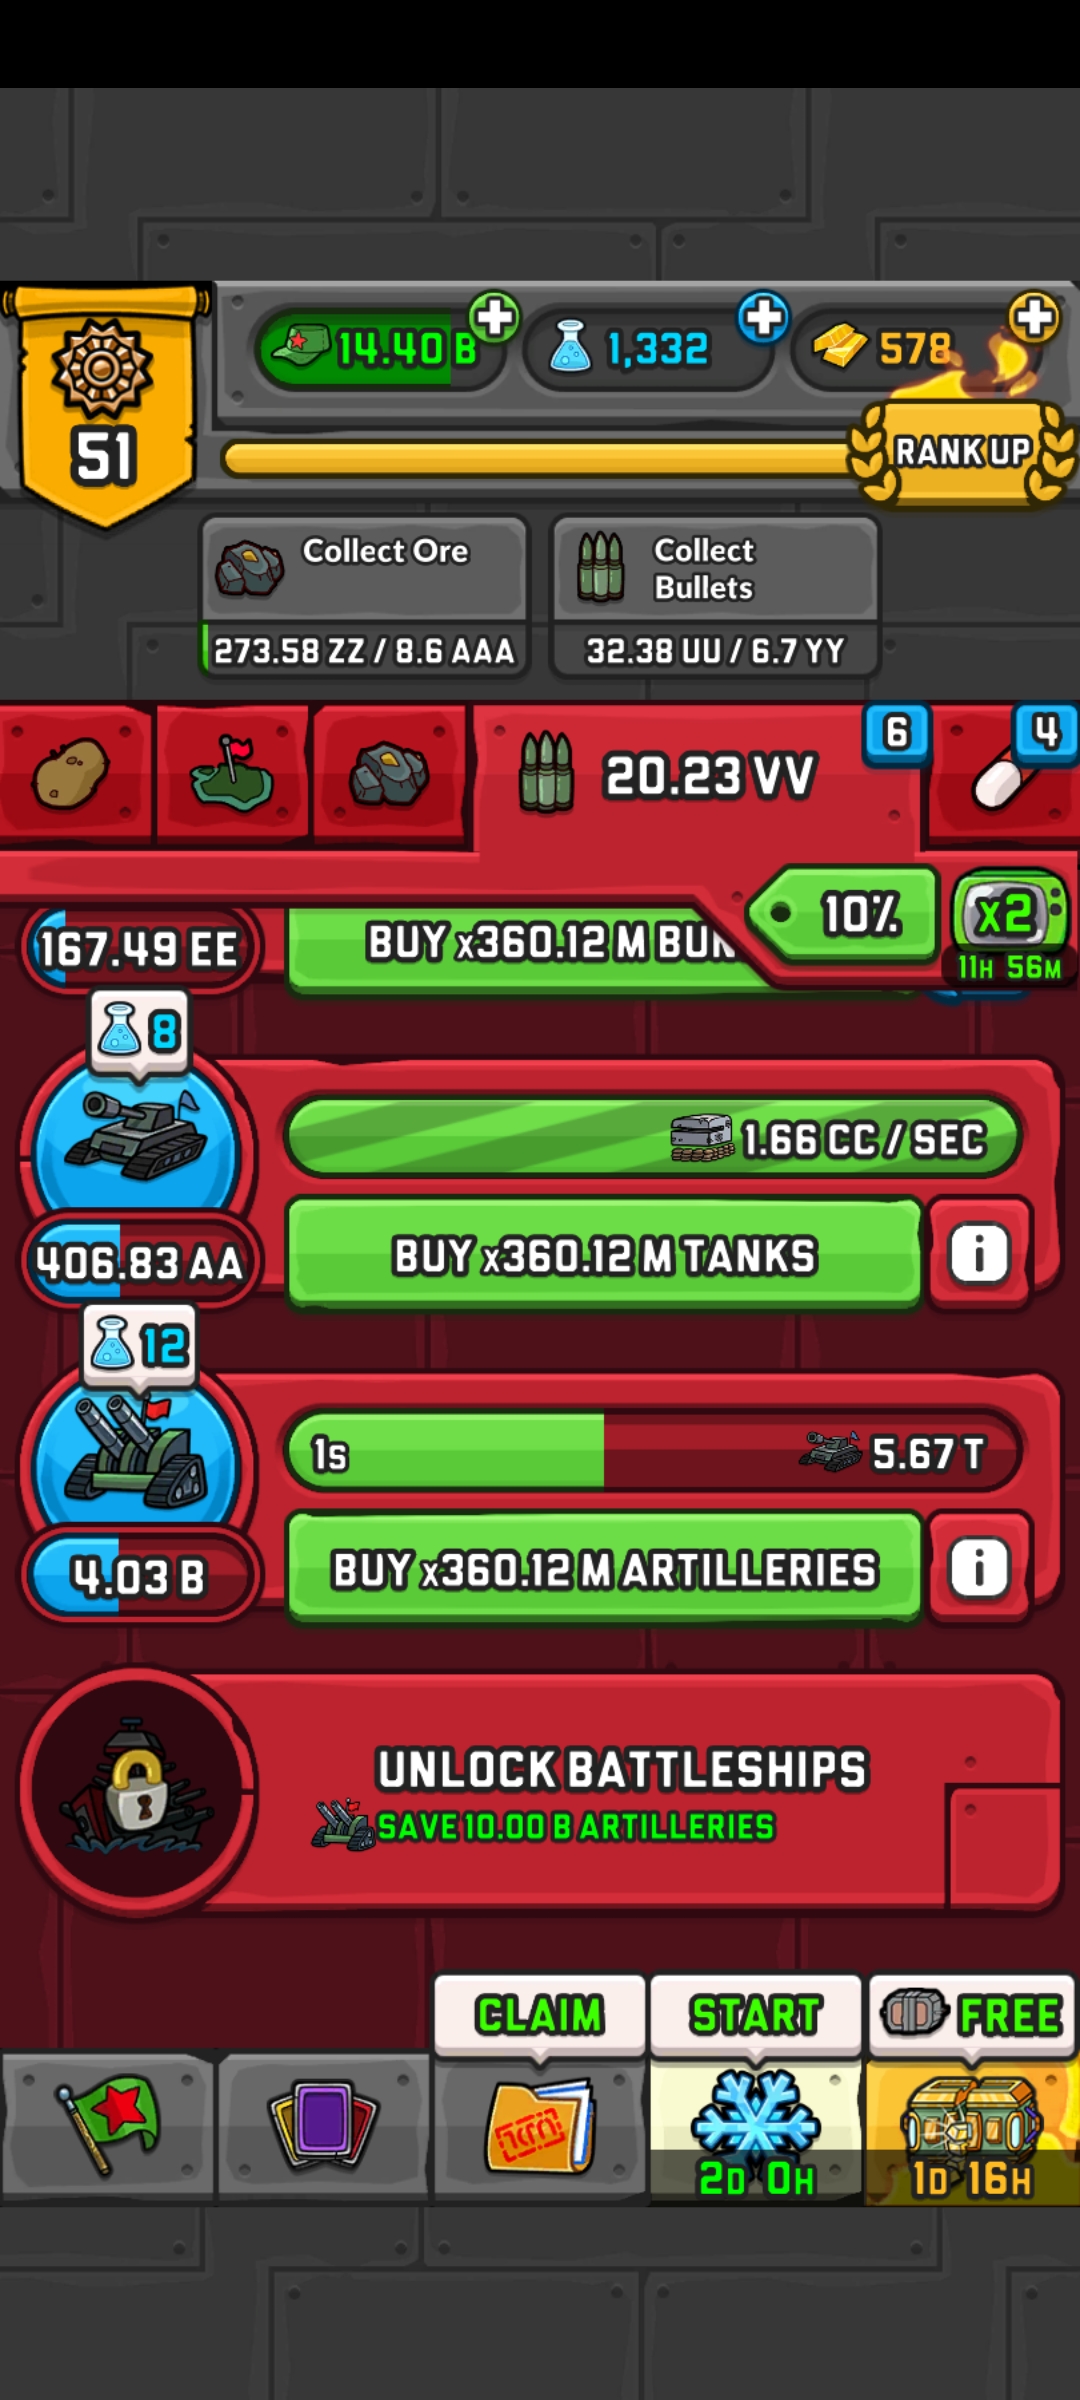 14.40 B
1,332
578
51
RANK UP
Collect Ore
273.58 ZZ / 8.6 AAA
Collect
Bullets
32.38 UU / 6.7 YY
20.23 VV
6
4
10%
x2
11H 56M
167.49 EE
BUY x360.12 M BUN
8
1.66 CC / SEC
406.83 AA
BUY x360.12 M TANKS
i
12
1s
5.67 T
4.03 B
BUY x360.12 M ARTILLERIES
i
UNLOCK BATTLESHIPS
SAVE 10.00 B ARTILLERIES
CLAIM
START
FREE
2D 0H
1D 16H